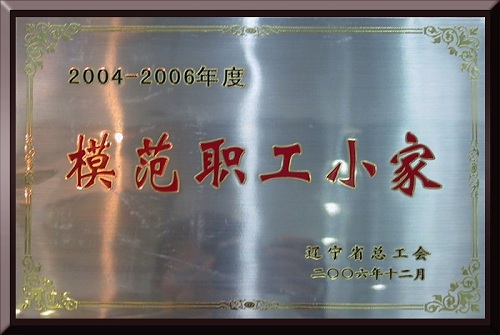 2004-2006年度
模范职工小家
辽宁省总工会
二〇〇六年十二月